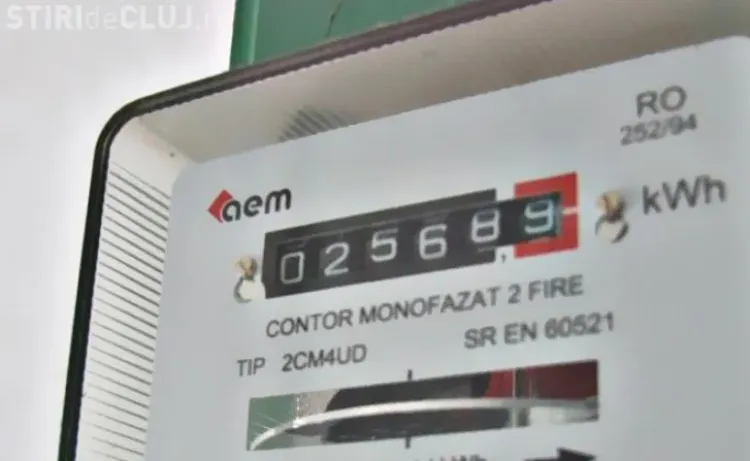 STIRIdeCLUJ.r
RO
252/94
aem
025689 kWh
,
CONTOR MONOFAZAT 2 FIRE
TIP 2CM4UD SR EN 60521